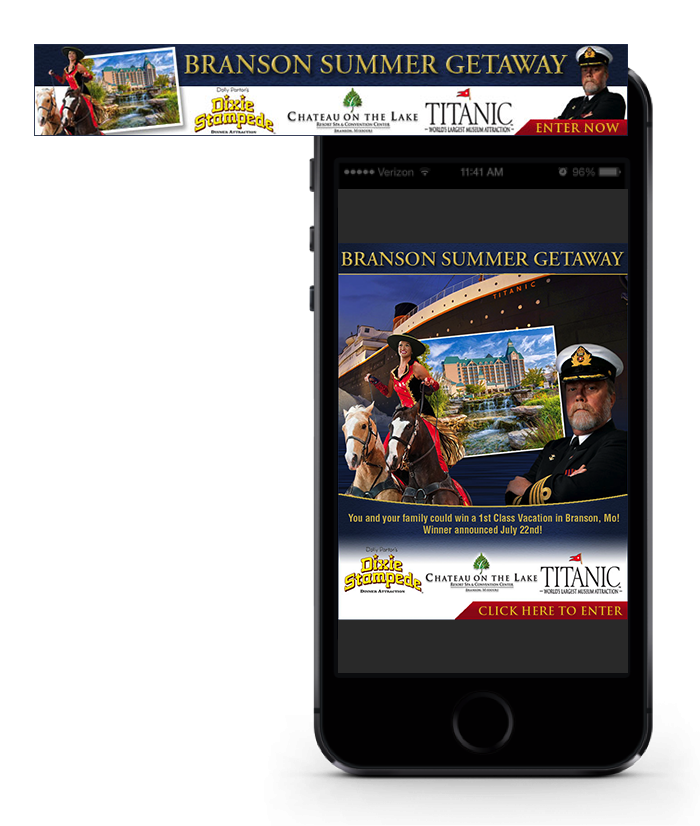 BRANSON SUMMER GETAWAY
Dolly Parton's
Dixie
Stampede
DINNER ATTRACTION
CHATEAU ON THE LAKE
RESORT SPA & CONVENTION CENTER
BRANSON, MISSOURI
TITANIC
WORLD'S LARGEST MUSEUM ATTRACTION
ENTER NOW
Verizon
11:41 AM
96%
BRANSON SUMMER GETAWAY
TITANIC
You and your family could win a 1st Class Vacation in Branson, Mo!
Winner announced July 22nd!
Dolly Parton's
Dixie
Stampede
DINNER ATTRACTION
CHATEAU ON THE LAKE
RESORT SPA & CONVENTION CENTER
BRANSON, MISSOURI
TITANIC
WORLD'S LARGEST MUSEUM ATTRACTION
CLICK HERE TO ENTER